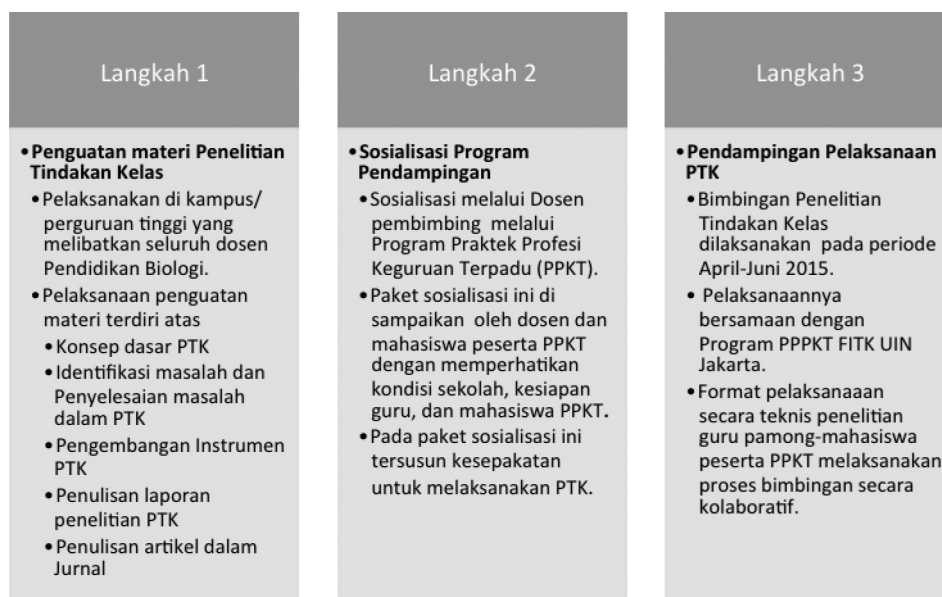 Langkah 1
•Penguatan materi Penelitian
Tindakan Kelas
•Pelaksanakan di kampus/
perguruan tinggi yang
melibatkan seluruh dosen
Pendidikan Biologi.
•Pelaksanaan penguatan
materi terdiri atas
•Konsep dasar PTK
•Identifikasi masalah dan
Penyelesaian masalah
dalam PTK
•Pengembangan Instrumen
PTK
•Penulisan laporan
penelitian PTK
•Penulisan artikel dalam
Jurnal
Langkah 2
•Sosialisasi Program
Pendampingan
•Sosialisasi melalui Dosen
pembimbing melalui
Program Praktek Profesi
Keguruan Terpadu (PPKT).
•Paket sosialisasi ini di
sampaikan oleh dosen dan
mahasiswa peserta PPKT
dengan memperhatikan
kondisi sekolah, kesiapan
guru, dan mahasiswa PPKT.
•Pada paket sosialisasi ini
tersusun kesepakatan
untuk melaksanakan PTK.
Langkah 3
•Pendampingan Pelaksanaan
PTK
•Bimbingan Penelitian
Tindakan Kelas
dilaksanakan pada periode
April-Juni 2015.
• Pelaksanaannya
bersamaan dengan
Program PPPKT FITK UIN
Jakarta.
•Format pelaksanaaan
secara teknis penelitian
guru pamong-mahasiswa
peserta PPKT melaksanakan
proses bimbingan secara
kolaboratif.